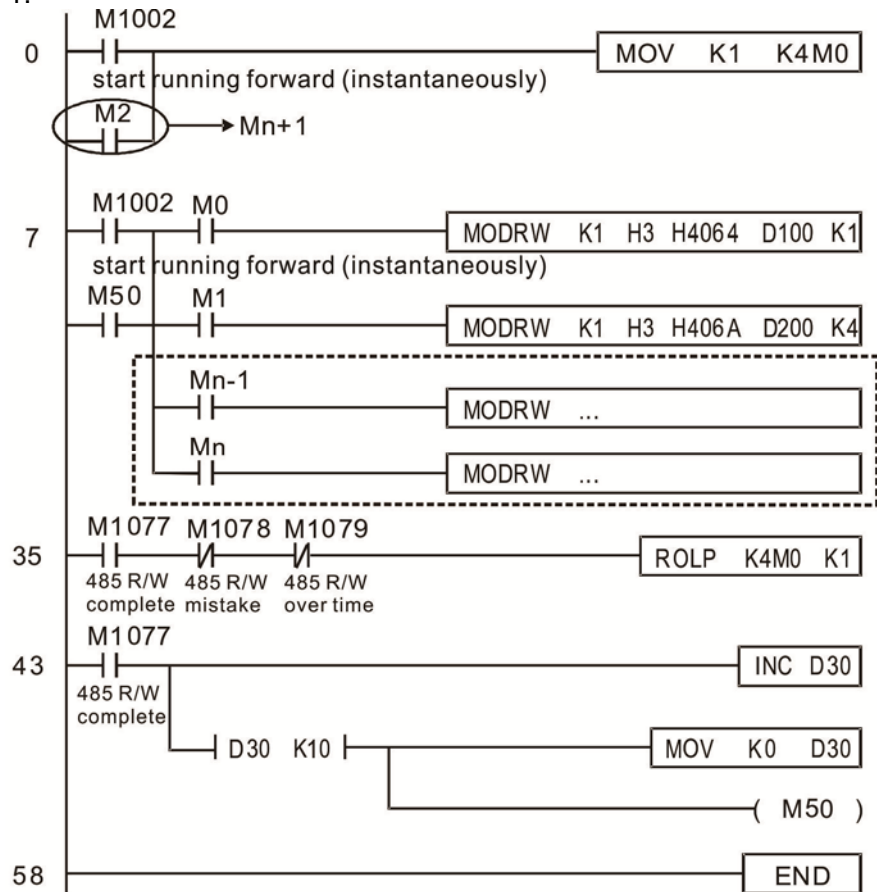 M1002
0 MOV K1 K4M0
start running forward (instantaneously)
M2
Mn+1
M1002 M0
7 MODRW K1 H3 H4064 D100 K1
start running forward (instantaneously)
M50 M1
MODRW K1 H3 H406A D200 K4
Mn-1
MODRW ...
Mn
MODRW ...
M1077 M1078 M1079
35 ROLP K4M0 K1
485 R/W 485 R/W 485 R/W
complete mistake over time
M1077
43 INC D30
485 R/W
complete
D30 K10 MOV K0 D30
( M50 )
58 END